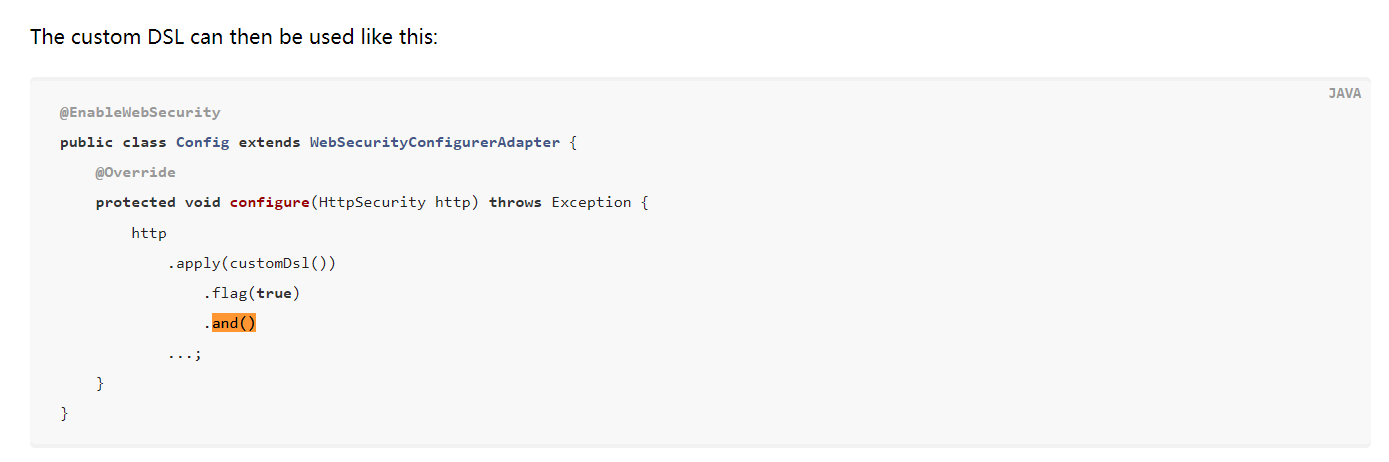 The custom DSL can then be used like this:
JAVA
@EnableWebSecurity
public class Config extends WebSecurityConfigurerAdapter {
    @Override
    protected void configure(HttpSecurity http) throws Exception {
        http
            .apply(customDsl())
                .flag(true)
                .and()
            ...;
    }
}